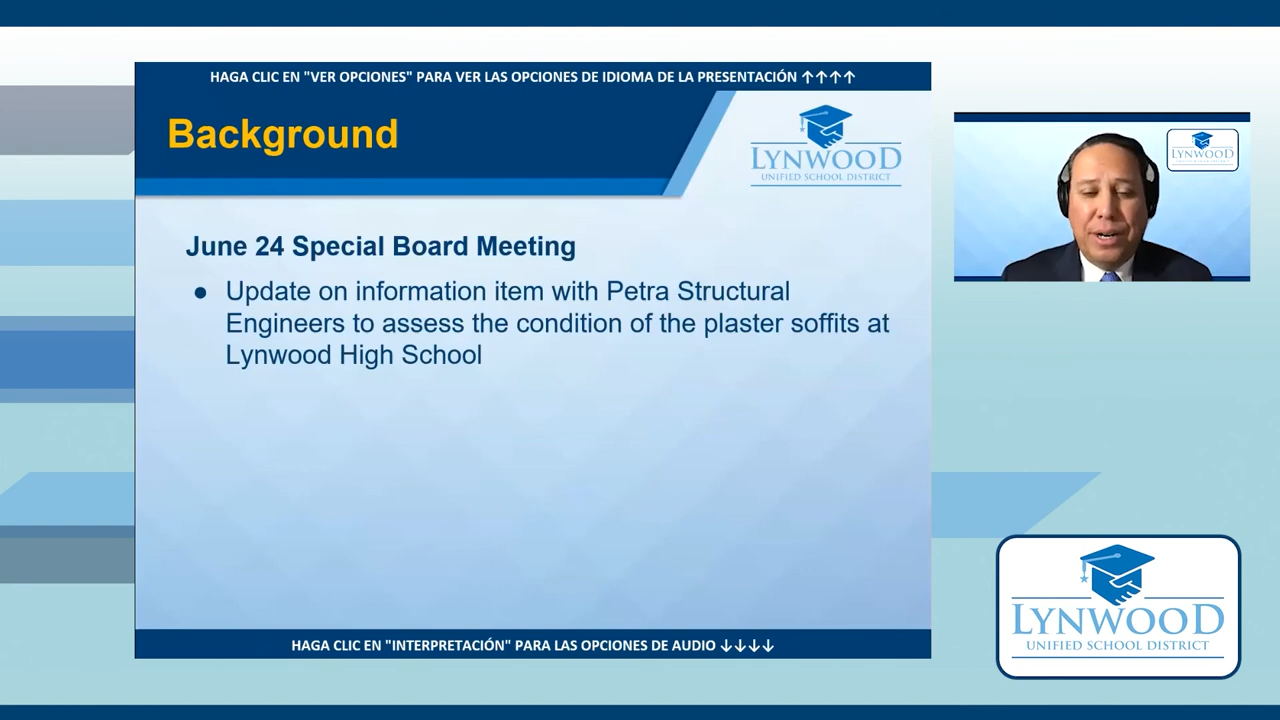 HAGA CLIC EN "VER OPCIONES" PARA VER LAS OPCIONES DE IDIOMA DE LA PRESENTACIÓN ↑↑↑↑
Background
LYNWOOD
UNIFIED SCHOOL DISTRICT
LYNWOOD
June 24 Special Board Meeting
● Update on information item with Petra Structural
Engineers to assess the condition of the plaster soffits at
Lynwood High School
LYNWOOD
UNIFIED SCHOOL DISTRICT
HAGA CLIC EN "INTERPRETACIÓN" PARA LAS OPCIONES DE AUDIO ↓↓↓↓